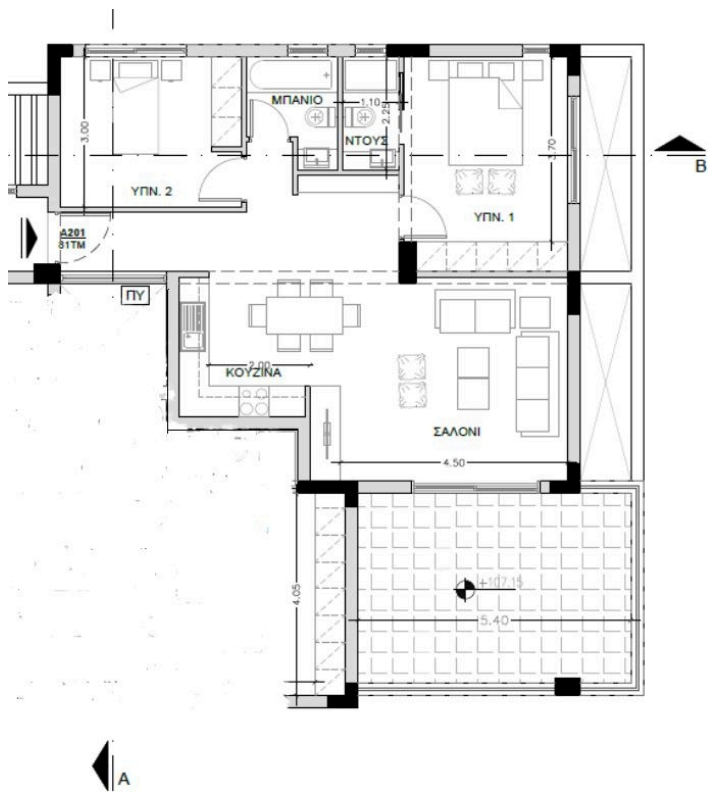 ΜΠΑΝΙΟ
1.10
2.25
ΝΤΟΥΣ
3.00
3.70
ΥΠΝ. 2
ΥΠΝ. 1
B
A201
81TM
ΠΥ
2.00
ΚΟΥΖΙΝΑ
ΣΑΛΟΝΙ
4.50
4.05
+107.15
5.40
A